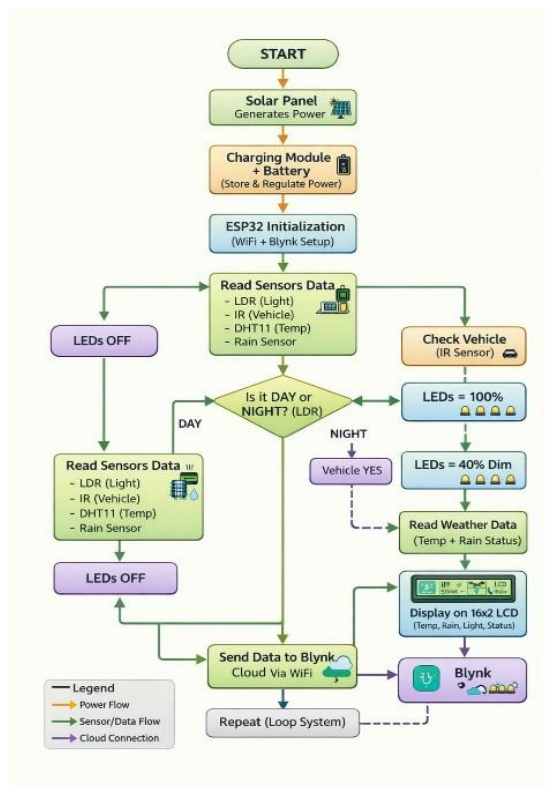 START
Solar Panel
Generates Power
Charging Module
+ Battery
(Store & Regulate Power)
ESP32 Initialization
(WiFi + Blynk Setup)
Read Sensors Data
- LDR (Light)
- IR (Vehicle)
- DHT11 (Temp)
- Rain Sensor
LEDs OFF
Check Vehicle
(IR Sensor)
Is it DAY or
NIGHT? (LDR)
LEDs = 100%
DAY
NIGHT
Vehicle YES
LEDs = 40% Dim
Read Sensors Data
- LDR (Light)
- IR (Vehicle)
- DHT11 (Temp)
- Rain Sensor
Read Weather Data
(Temp + Rain Status)
LEDs OFF
LCD
Display on 16x2 LCD
(Temp, Rain, Light, Status)
Send Data to Blynk
Cloud Via WiFi
Blynk
Repeat (Loop System)
Legend
Power Flow
Sensor/Data Flow
Cloud Connection